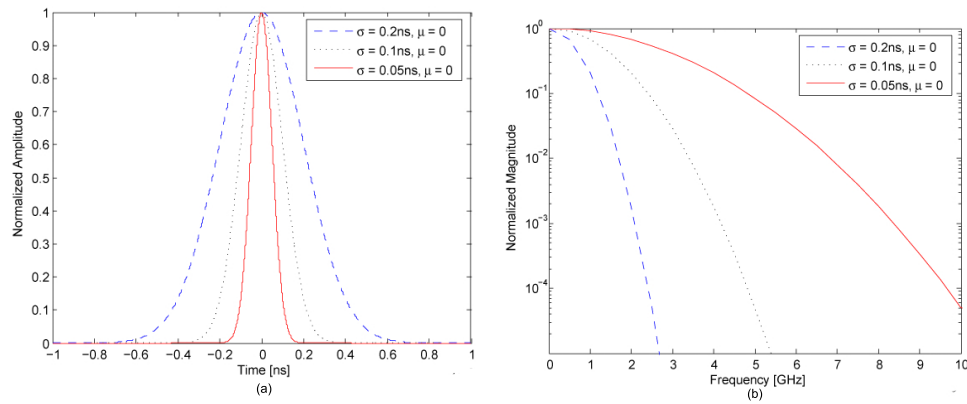 1
0.9
0.8
0.7
0.6
0.5
0.4
0.3
0.2
0.1
0
Normalized Amplitude
σ = 0.2ns, μ = 0
σ = 0.1ns, μ = 0
σ = 0.05ns, μ = 0
−1 −0.8 −0.6 −0.4 −0.2 0 0.2 0.4 0.6 0.8 1
Time [ns]
(a)
10⁰
10⁻¹
10⁻²
10⁻³
10⁻⁴
Normalized Magnitude
σ = 0.2ns, μ = 0
σ = 0.1ns, μ = 0
σ = 0.05ns, μ = 0
0 1 2 3 4 5 6 7 8 9 10
Frequency [GHz]
(b)